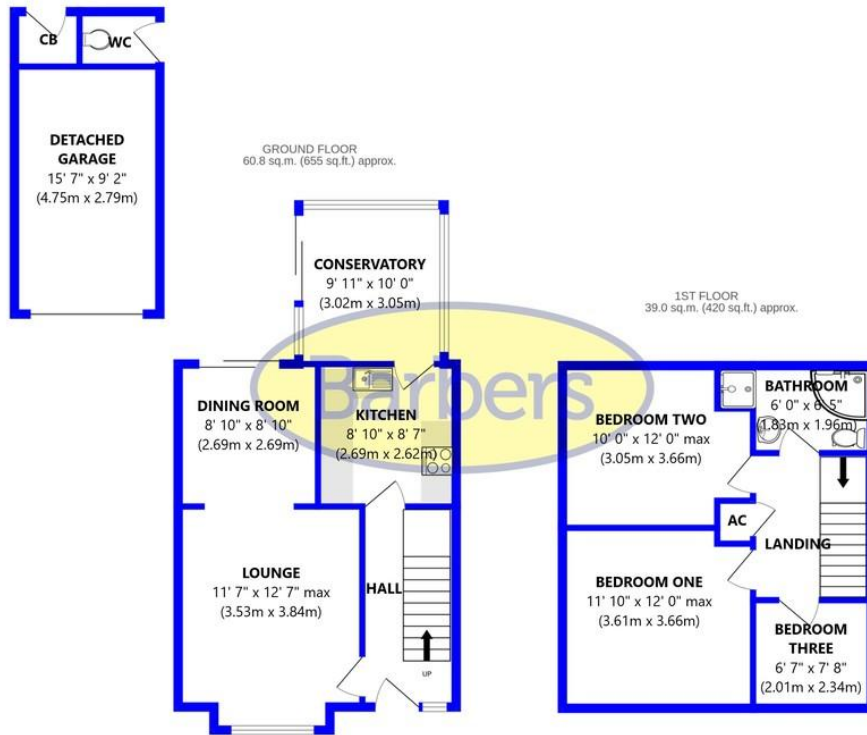 CB
WC
DETACHED
GARAGE
15' 7" x 9' 2"
(4.75m x 2.79m)
GROUND FLOOR
60.8 sq.m. (655 sq.ft.) approx.
CONSERVATORY
9' 11" x 10' 0"
(3.02m x 3.05m)
Barbers
DINING ROOM
8' 10" x 8' 10"
(2.69m x 2.69m)
KITCHEN
8' 10" x 8' 7"
(2.69m x 2.62m)
LOUNGE
11' 7" x 12' 7" max
(3.53m x 3.84m)
HALL
UP
1ST FLOOR
39.0 sq.m. (420 sq.ft.) approx.
BATHROOM
6' 0" x 6' 5"
(1.83m x 1.96m)
BEDROOM TWO
10' 0" x 12' 0" max
(3.05m x 3.66m)
AC
LANDING
BEDROOM ONE
11' 10" x 12' 0" max
(3.61m x 3.66m)
BEDROOM
THREE
6' 7" x 7' 8"
(2.01m x 2.34m)